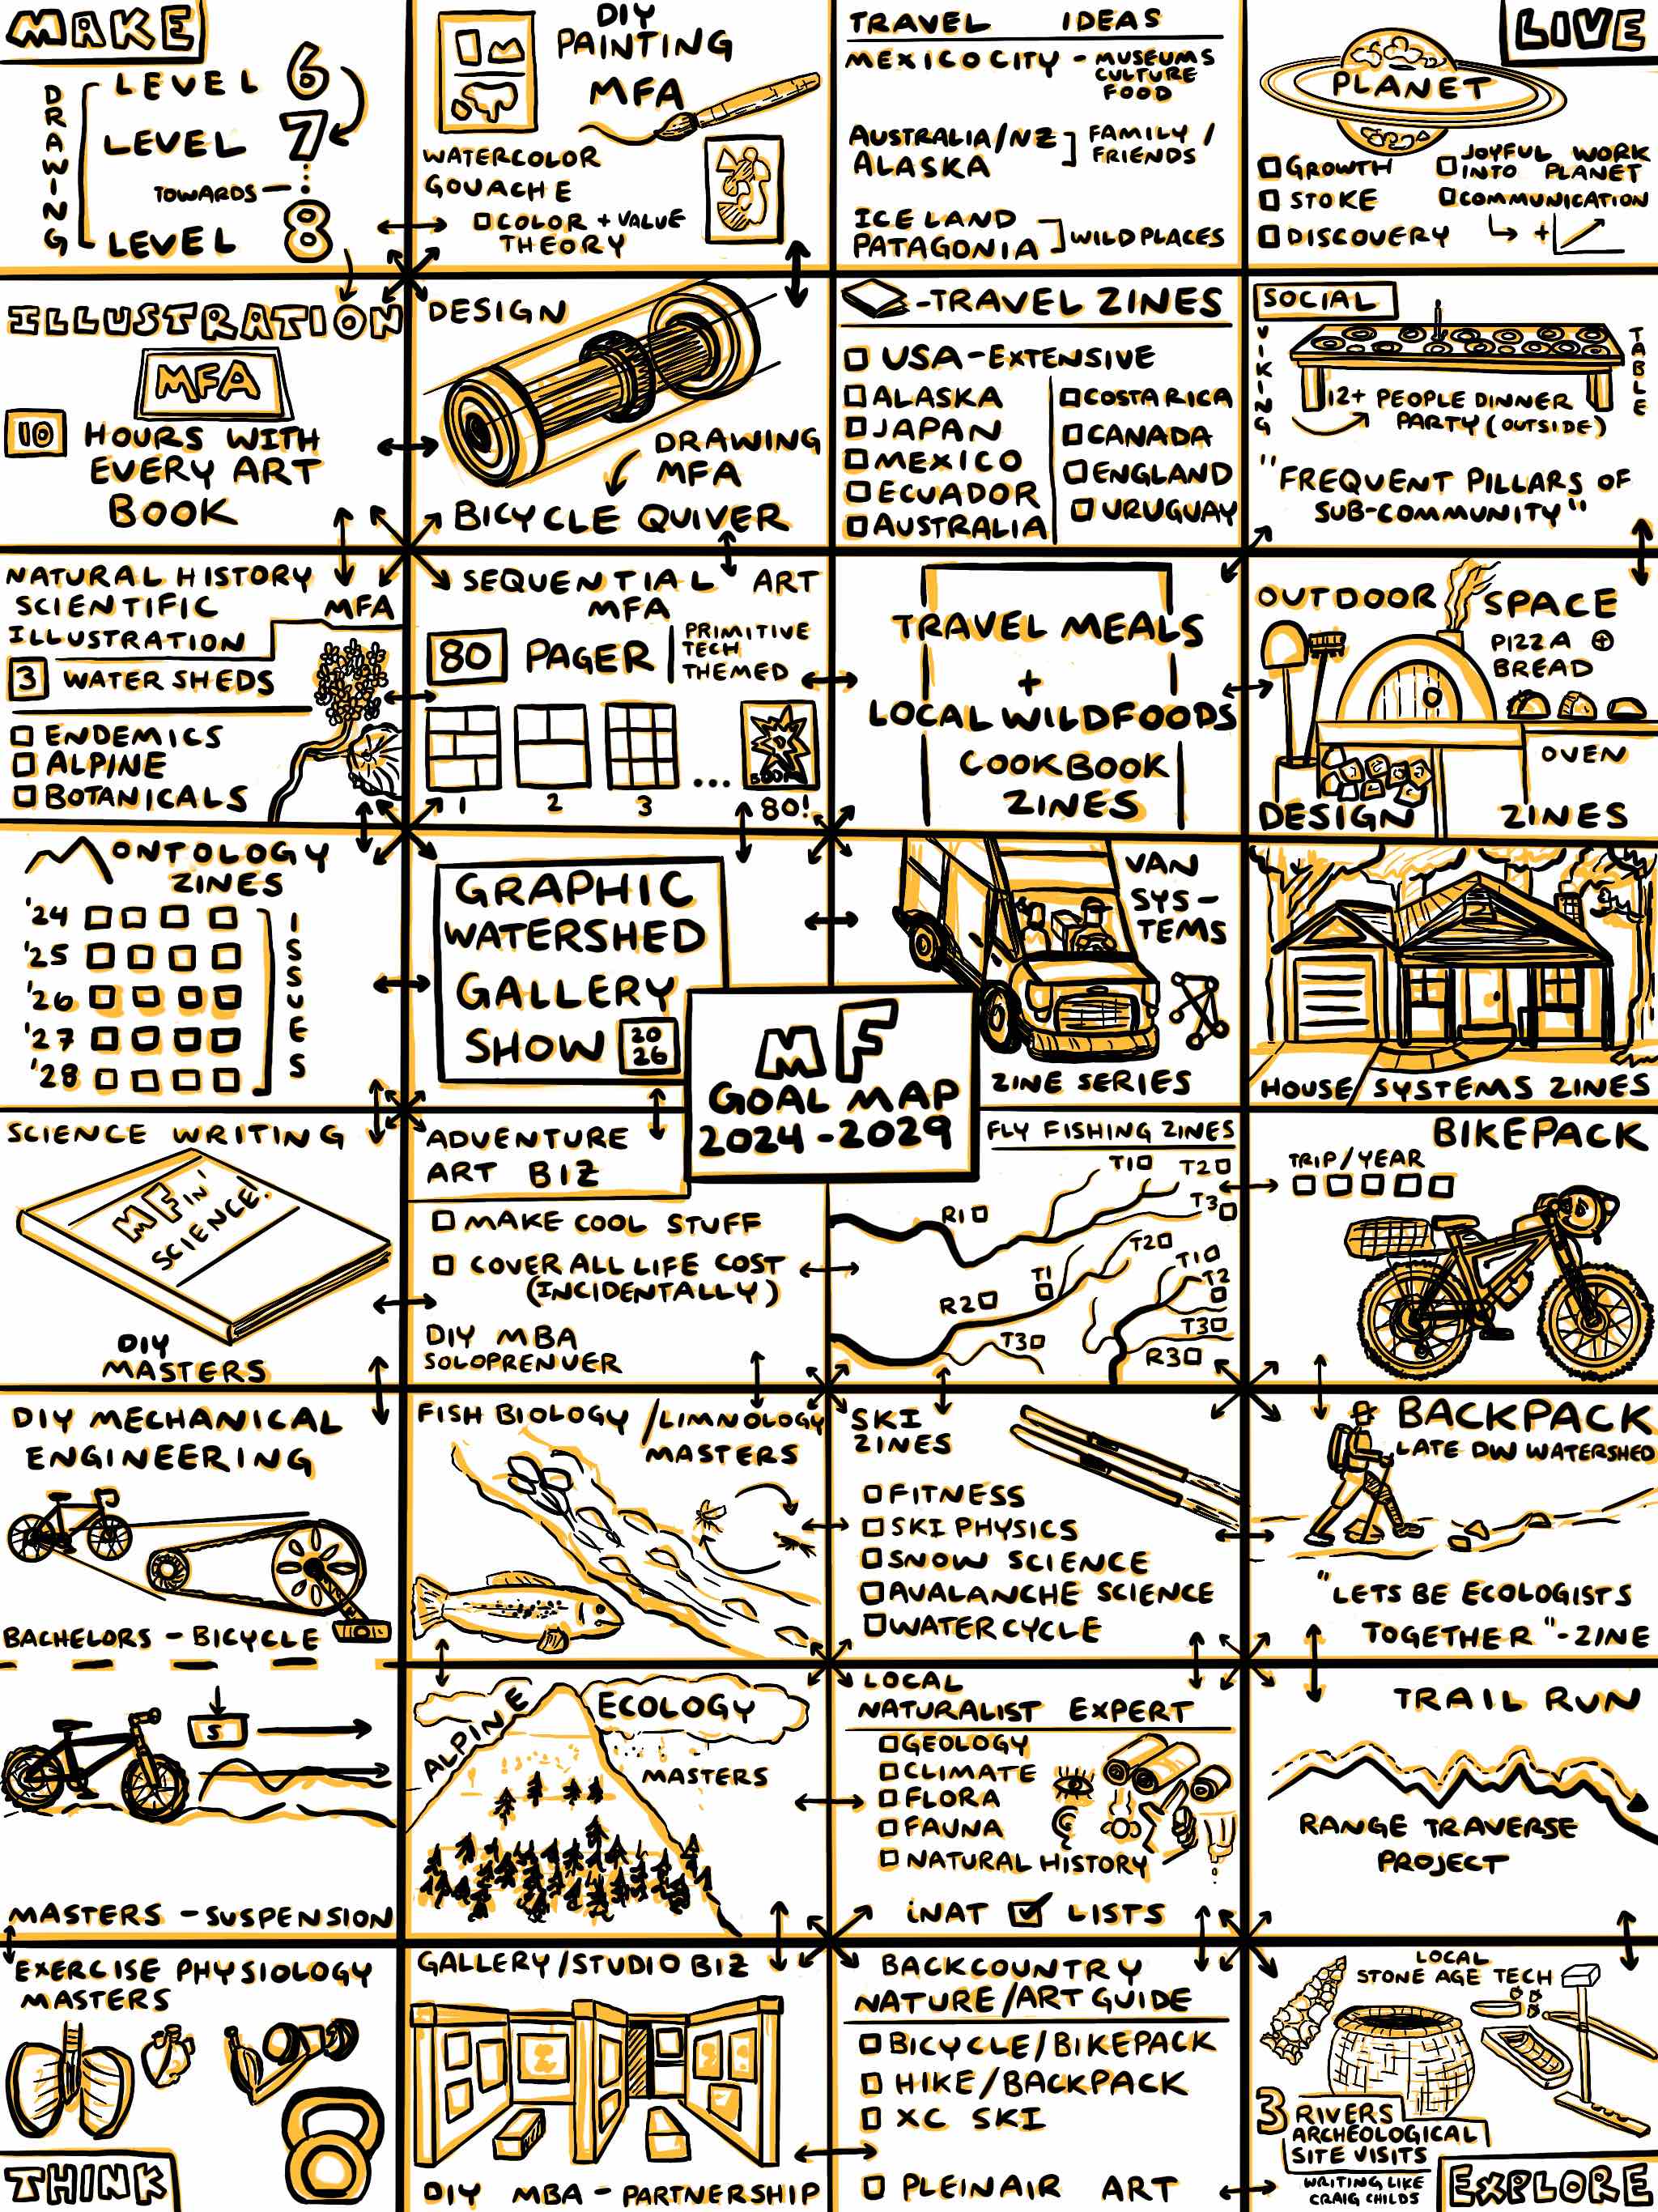 MAKE
DRAWING
LEVEL 6
LEVEL 7
TOWARDS
LEVEL 8
DIY
PAINTING
MFA
WATERCOLOR
GOUACHE
COLOR + VALUE
THEORY
TRAVEL IDEAS
MEXICO CITY - MUSEUMS
CULTURE
FOOD
AUSTRALIA/NZ
ALASKA
FAMILY /
FRIENDS
ICELAND
PATAGONIA
WILD PLACES
LIVE
PLANET
GROWTH
STOKE
DISCOVERY
JOYFUL WORK
INTO PLANET
COMMUNICATION
+
ILLUSTRATION
MFA
10 HOURS WITH
EVERY ART
BOOK
DESIGN
DRAWING
MFA
BICYCLE QUIVER
-TRAVEL ZINES
USA-EXTENSIVE
ALASKA
JAPAN
MEXICO
ECUADOR
AUSTRALIA
COSTA RICA
CANADA
ENGLAND
URUGUAY
SOCIAL
VIKING
TABLE
12+ PEOPLE DINNER
PARTY (OUTSIDE)
"FREQUENT PILLARS OF
SUB-COMMUNITY"
NATURAL HISTORY
SCIENTIFIC
ILLUSTRATION
MFA
3 WATER SHEDS
ENDEMICS
ALPINE
BOTANICALS
SEQUENTIAL ART
MFA
80 PAGER
PRIMITIVE
TECH
THEMED
1 2 3 ... 80!
TRAVEL MEALS
+
LOCAL WILDFOODS
COOKBOOK
ZINES
OUTDOOR SPACE
PIZZA +
BREAD
OVEN
DESIGN ZINES
ONTOLOGY
ZINES
'24
'25
'26
'27
'28
ISSUES
GRAPHIC
WATERSHED
GALLERY
SHOW 2026
MF
GOAL MAP
2024-2029
VAN
SYS-
TEMS
ZINE SERIES
HOUSE/SYSTEMS ZINES
SCIENCE WRITING
MF IN'
SCIENCE!
DIY
MASTERS
ADVENTURE
ART BIZ
MAKE COOL STUFF
COVER ALL LIFE COST
(INCIDENTALLY)
DIY MBA
SOLOPRENUER
FLY FISHING ZINES
T1 T2
T3
R1
T2
T1
T1
T2
R2
T3
T3
R3
BIKEPACK
TRIP/YEAR
DIY MECHANICAL
ENGINEERING
BACHELORS - BICYCLE
FISH BIOLOGY/LIMNOLOGY
MASTERS
SKI
ZINES
FITNESS
SKI PHYSICS
SNOW SCIENCE
AVALANCHE SCIENCE
WATER CYCLE
BACKPACK
LATE DW WATERSHED
"LETS BE ECOLOGISTS
TOGETHER"-ZINE
S
MASTERS - SUSPENSION
ALPINE ECOLOGY
MASTERS
LOCAL
NATURALIST EXPERT
GEOLOGY
CLIMATE
FLORA
FAUNA
NATURAL HISTORY
iNAT LISTS
TRAIL RUN
RANGE TRAVERSE
PROJECT
EXERCISE PHYSIOLOGY
MASTERS
THINK
GALLERY/STUDIO BIZ
DIY MBA - PARTNERSHIP
BACKCOUNTRY
NATURE/ART GUIDE
BICYCLE/BIKEPACK
HIKE/BACKPACK
XC SKI
PLEINAIR ART
LOCAL
STONE AGE TECH
3 RIVERS
ARCHEOLOGICAL
SITE VISITS
WRITING LIKE
CRAIG CHILDS
EXPLORE